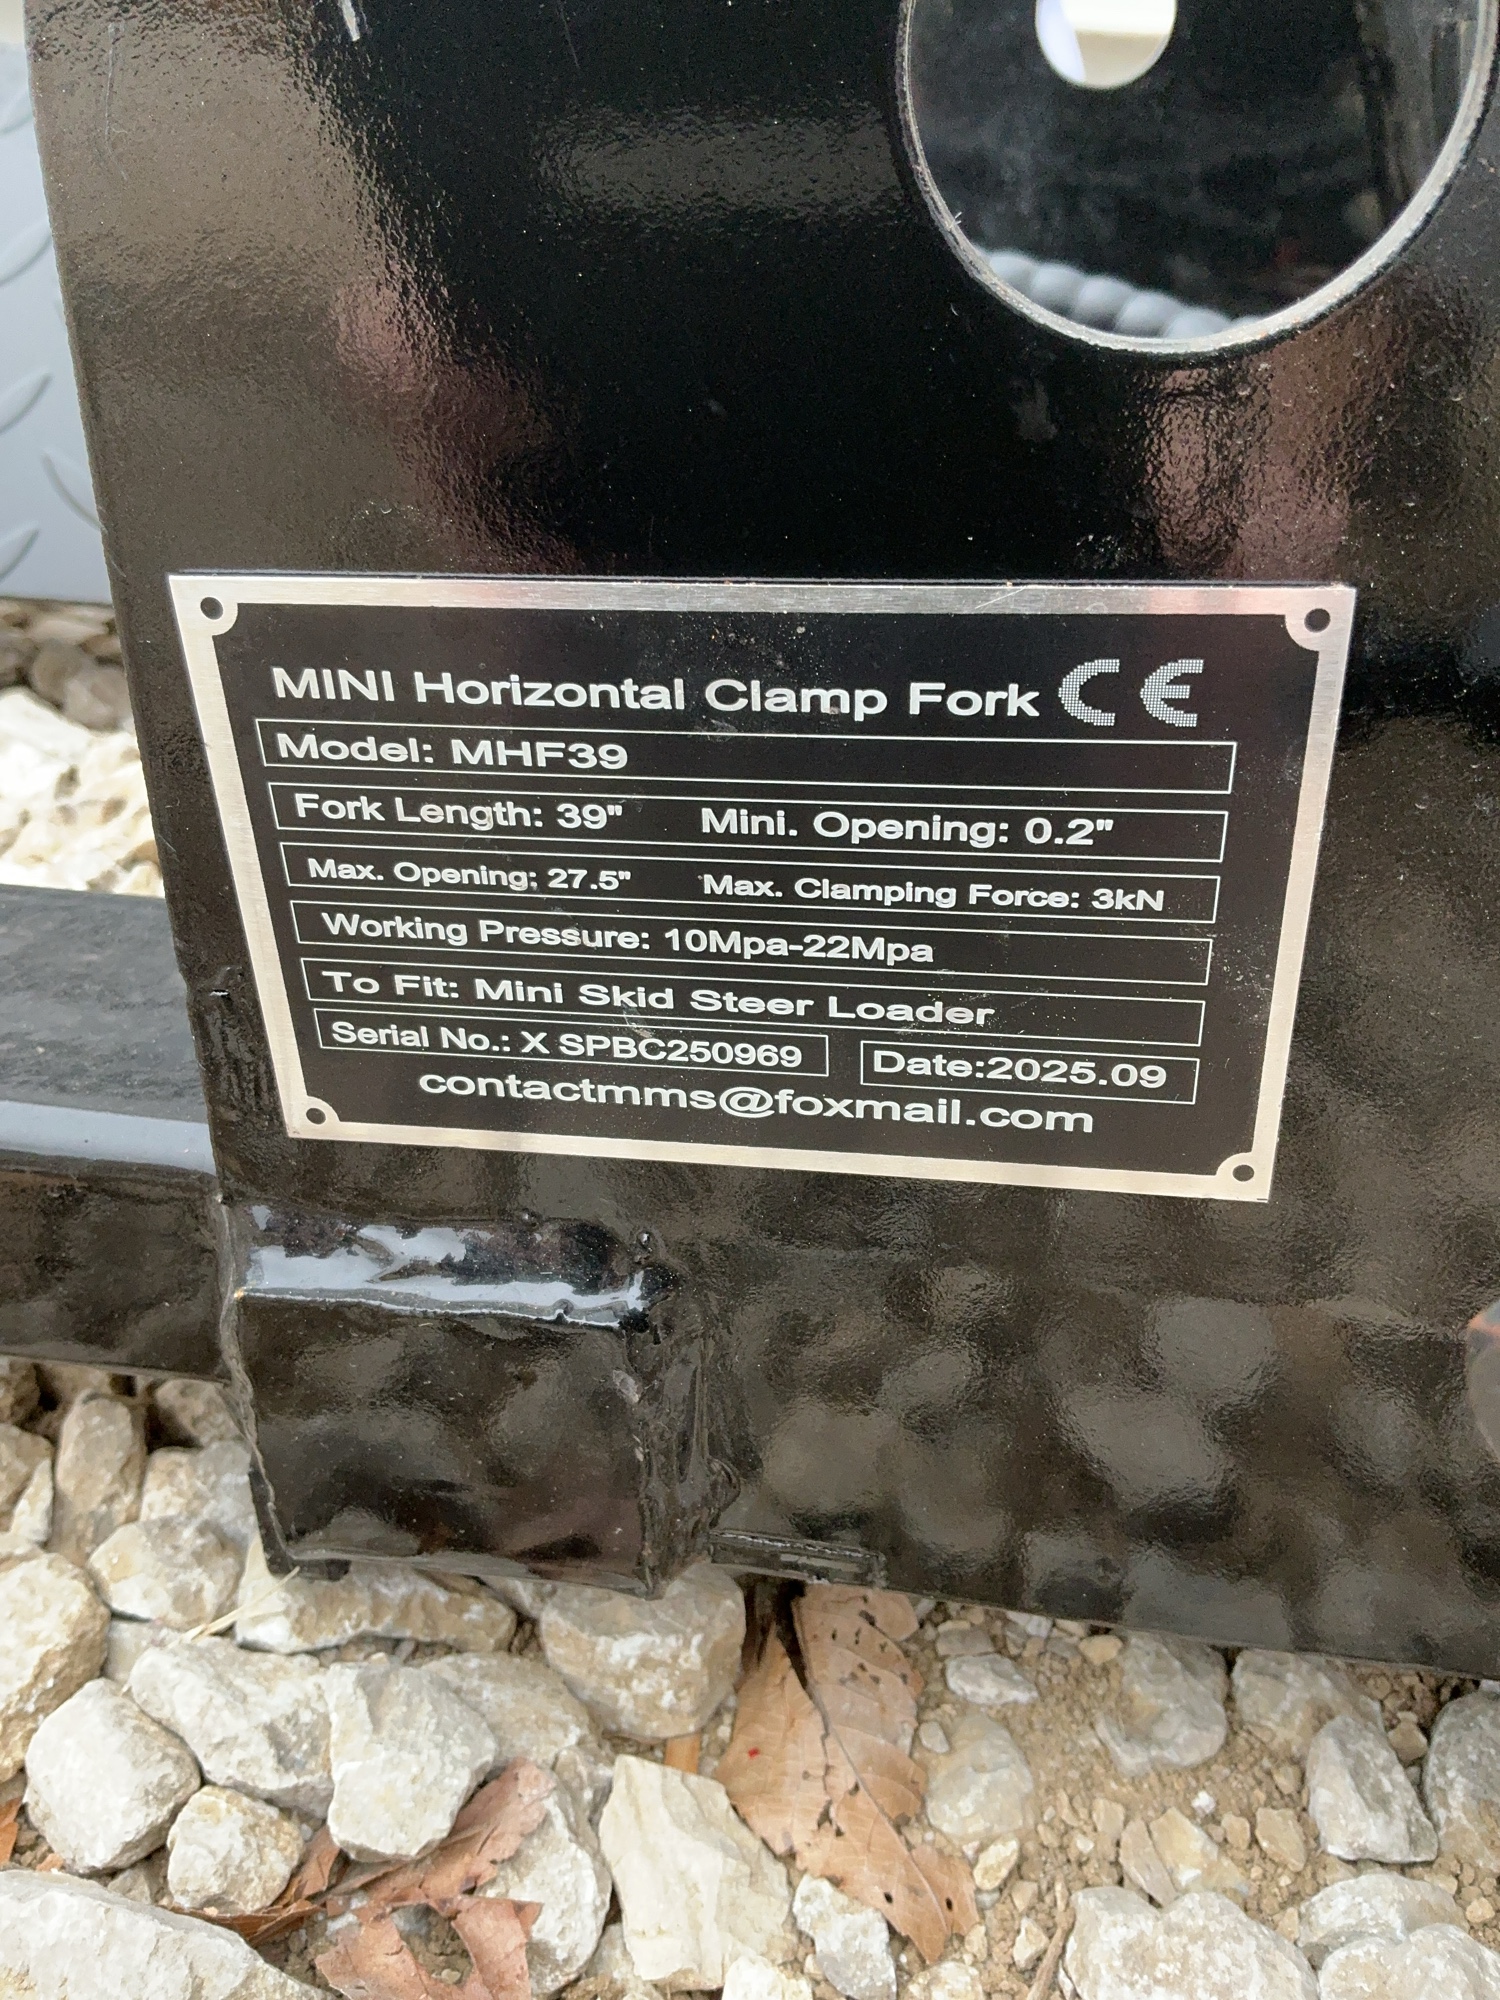 MINI Horizontal Clamp Fork CE
Model: MHF39
Fork Length: 39" Mini. Opening: 0.2"
Max. Opening: 27.5" Max. Clamping Force: 3kN
Working Pressure: 10Mpa-22Mpa
To Fit: Mini Skid Steer Loader
Serial No.: X SPBC250969 Date:2025.09
contactmms@foxmail.com